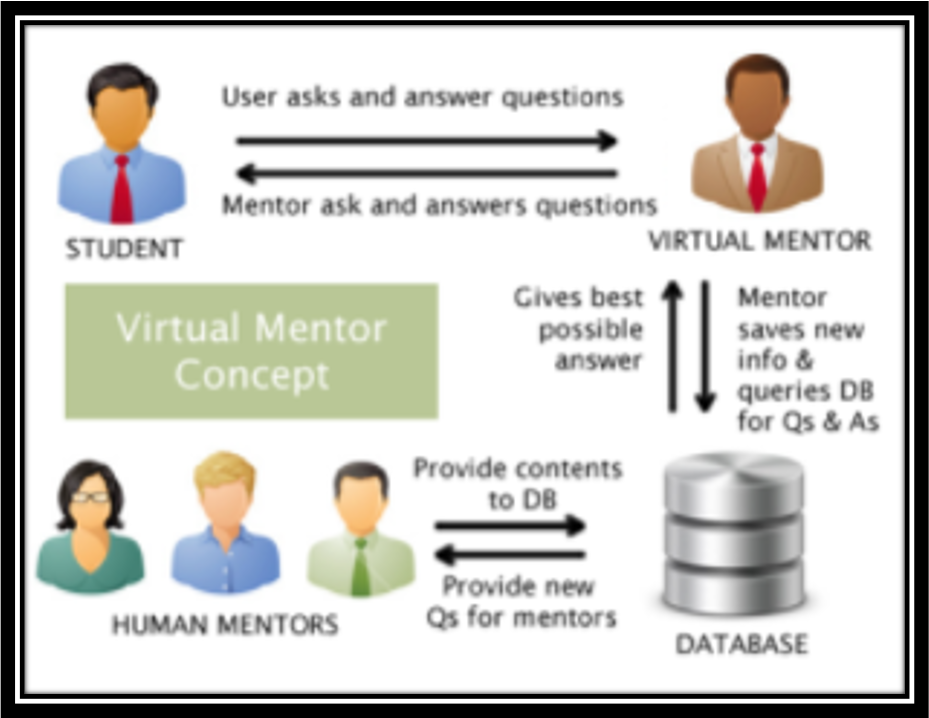 User asks and answer questions
Mentor ask and answers questions
STUDENT
VIRTUAL MENTOR
Virtual Mentor
Concept
Gives best
possible
answer
Mentor
saves new
info &
queries DB
for Qs & As
Provide contents
to DB
Provide new
Qs for mentors
HUMAN MENTORS
DATABASE